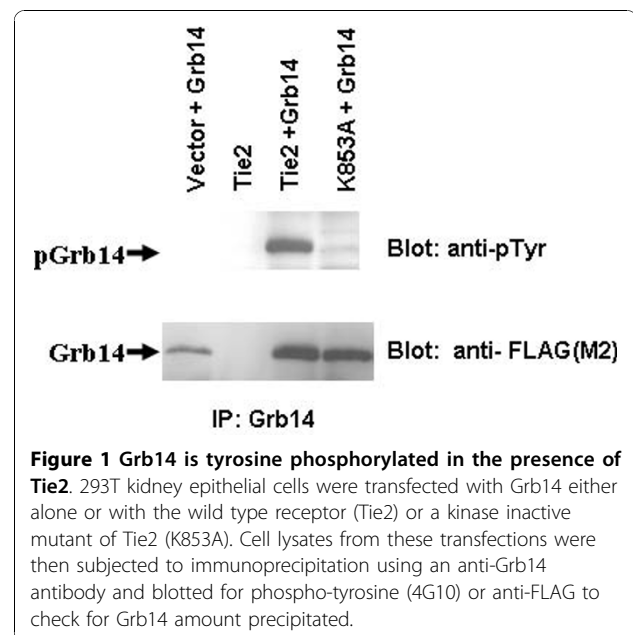 Vector + Grb14
Tie2
Tie2 +Grb14
K853A + Grb14
pGrb14
Blot: anti-pTyr
Grb14
Blot: anti- FLAG(M2)
IP: Grb14
Figure 1 Grb14 is tyrosine phosphorylated in the presence of
Tie2. 293T kidney epithelial cells were transfected with Grb14 either
alone or with the wild type receptor (Tie2) or a kinase inactive
mutant of Tie2 (K853A). Cell lysates from these transfections were
then subjected to immunoprecipitation using an anti-Grb14
antibody and blotted for phospho-tyrosine (4G10) or anti-FLAG to
check for Grb14 amount precipitated.